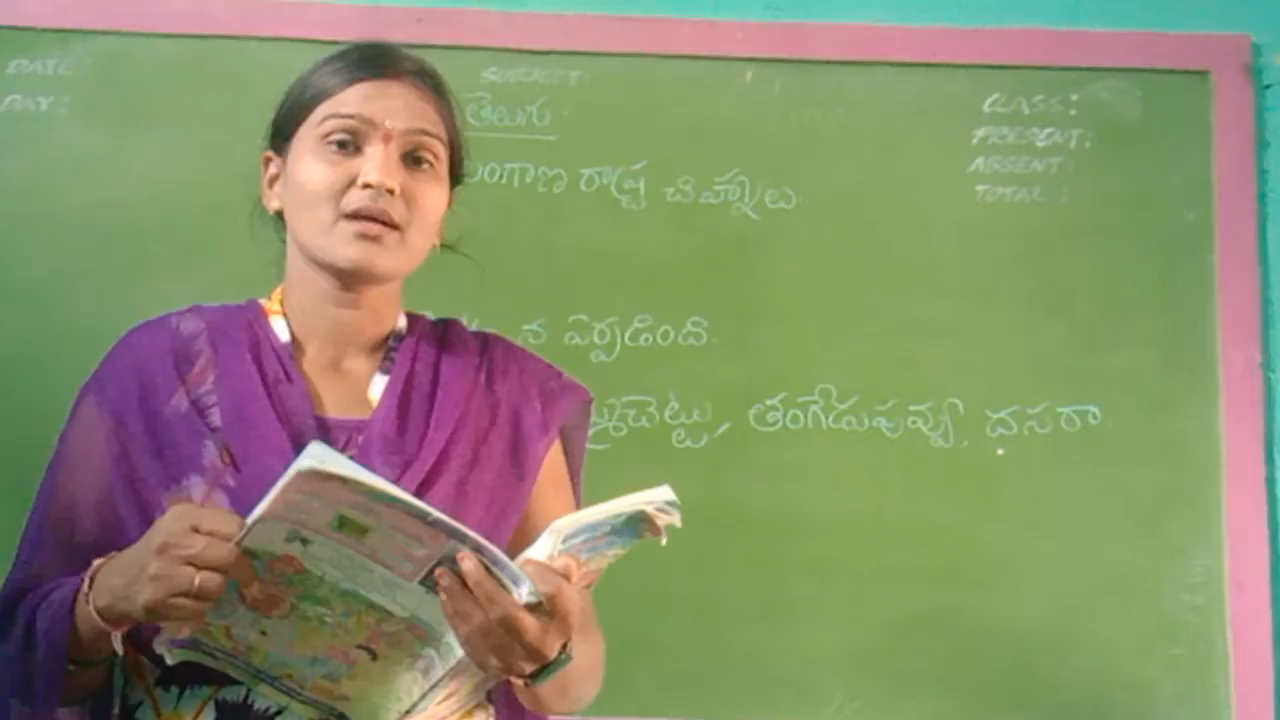 DATE:
DAY:
SUBJECT:
తెలుగు
CLASS:
PRESENT:
ABSENT:
TOTAL:
లంగాణ రాష్ట్ర చిహ్నాలు
న ఏర్పడింది.
మ్మిచెట్టు, తంగేడుపువ్వు, దసరా